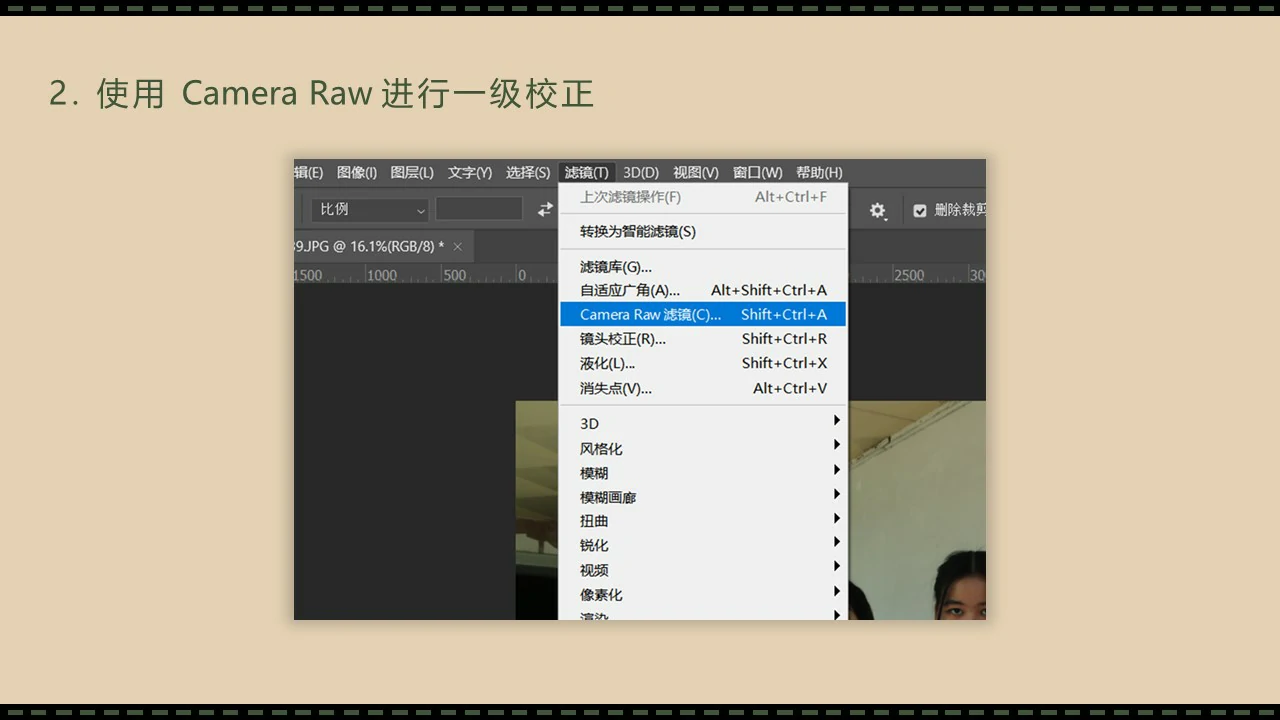 2. 使用 Camera Raw 进行一级校正
辑(E) 图像(I) 图层(L) 文字(Y) 选择(S) 滤镜(T) 3D(D) 视图(V) 窗口(W) 帮助(H)
比例 删除裁剪
9.JPG @ 16.1%(RGB/8) * ×
1500 1000 500 0 2500 30
上次滤镜操作(F) Alt+Ctrl+F
转换为智能滤镜(S)
滤镜库(G)...
自适应广角(A)... Alt+Shift+Ctrl+A
Camera Raw 滤镜(C)... Shift+Ctrl+A
镜头校正(R)... Shift+Ctrl+R
液化(L)... Shift+Ctrl+X
消失点(V)... Alt+Ctrl+V
3D
风格化
模糊
模糊画廊
扭曲
锐化
视频
像素化
渲染